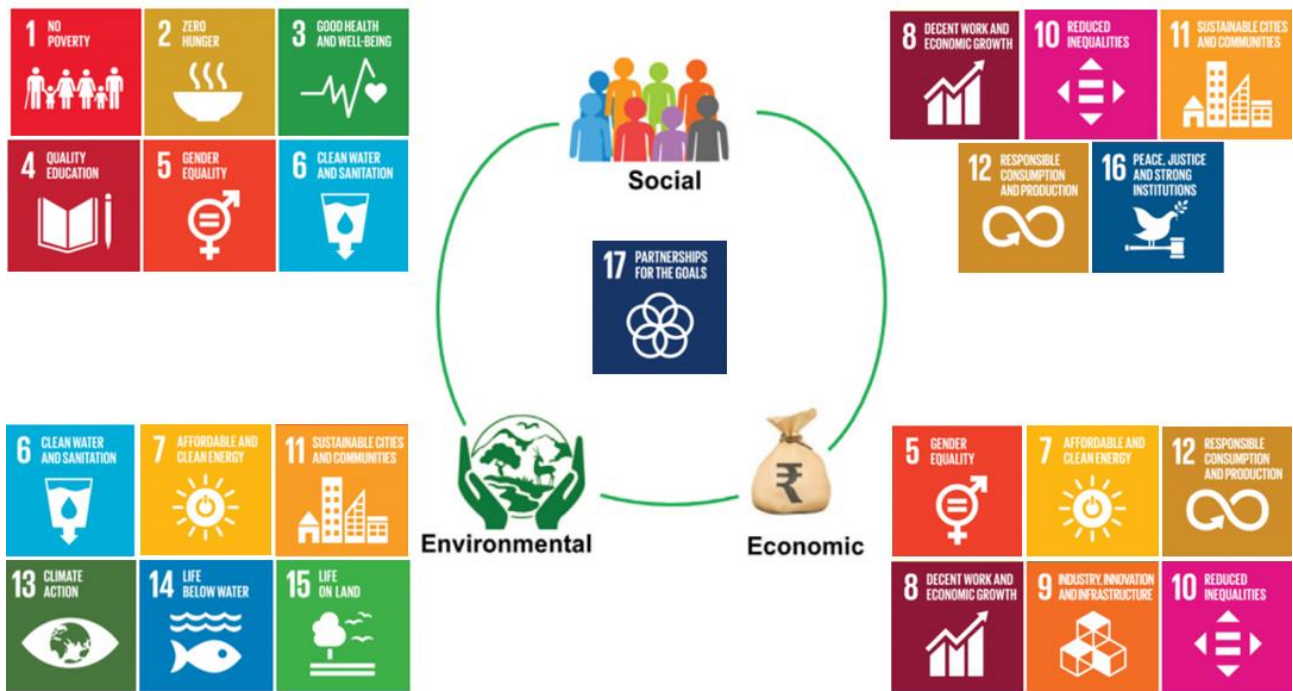 1 NO
POVERTY
2 ZERO
HUNGER
3 GOOD HEALTH
AND WELL-BEING
4 QUALITY
EDUCATION
5 GENDER
EQUALITY
6 CLEAN WATER
AND SANITATION
Social
8 DECENT WORK AND
ECONOMIC GROWTH
10 REDUCED
INEQUALITIES
11 SUSTAINABLE CITIES
AND COMMUNITIES
12 RESPONSIBLE
CONSUMPTION
AND PRODUCTION
16 PEACE, JUSTICE
AND STRONG
INSTITUTIONS
17 PARTNERSHIPS
FOR THE GOALS
6 CLEAN WATER
AND SANITATION
7 AFFORDABLE AND
CLEAN ENERGY
11 SUSTAINABLE CITIES
AND COMMUNITIES
13 CLIMATE
ACTION
14 LIFE
BELOW WATER
15 LIFE
ON LAND
Environmental
₹
Economic
5 GENDER
EQUALITY
7 AFFORDABLE AND
CLEAN ENERGY
12 RESPONSIBLE
CONSUMPTION
AND PRODUCTION
8 DECENT WORK AND
ECONOMIC GROWTH
9 INDUSTRY, INNOVATION
AND INFRASTRUCTURE
10 REDUCED
INEQUALITIES